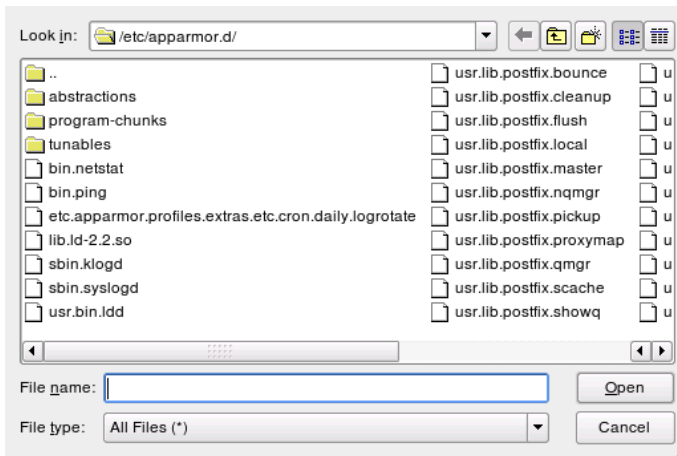 Look in: /etc/apparmor.d/
..
abstractions
program-chunks
tunables
bin.netstat
bin.ping
etc.apparmor.profiles.extras.etc.cron.daily.logrotate
lib.ld-2.2.so
sbin.klogd
sbin.syslogd
usr.bin.ldd
usr.lib.postfix.bounce
usr.lib.postfix.cleanup
usr.lib.postfix.flush
usr.lib.postfix.local
usr.lib.postfix.master
usr.lib.postfix.nqmgr
usr.lib.postfix.pickup
usr.lib.postfix.proxymap
usr.lib.postfix.qmgr
usr.lib.postfix.scache
usr.lib.postfix.showq
u
u
u
u
u
u
u
u
u
u
u
File name:
Open
File type: All Files (*)
Cancel